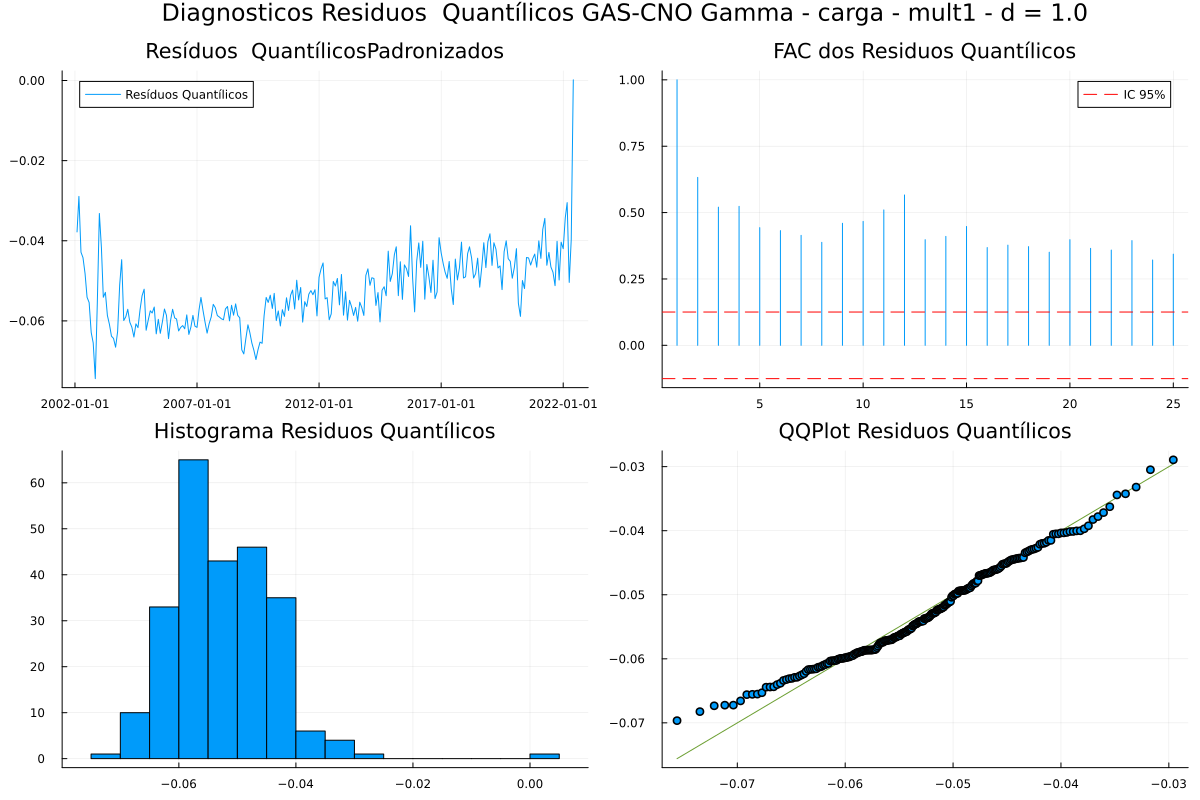 Diagnosticos Residuos  Quantílicos GAS-CNO Gamma - carga - mult1 - d = 1.0
Resíduos  QuantílicosPadronizados
0.00
−0.02
−0.04
−0.06
Resíduos Quantílicos
2002-01-01 2007-01-01 2012-01-01 2017-01-01 2022-01-01
FAC dos Residuos Quantílicos
1.00
0.75
0.50
0.25
0.00
IC 95%
5 10 15 20 25
Histograma Residuos Quantílicos
60
50
40
30
20
10
0
−0.06 −0.04 −0.02 0.00
QQPlot Residuos Quantílicos
−0.03
−0.04
−0.05
−0.06
−0.07
−0.07 −0.06 −0.05 −0.04 −0.03